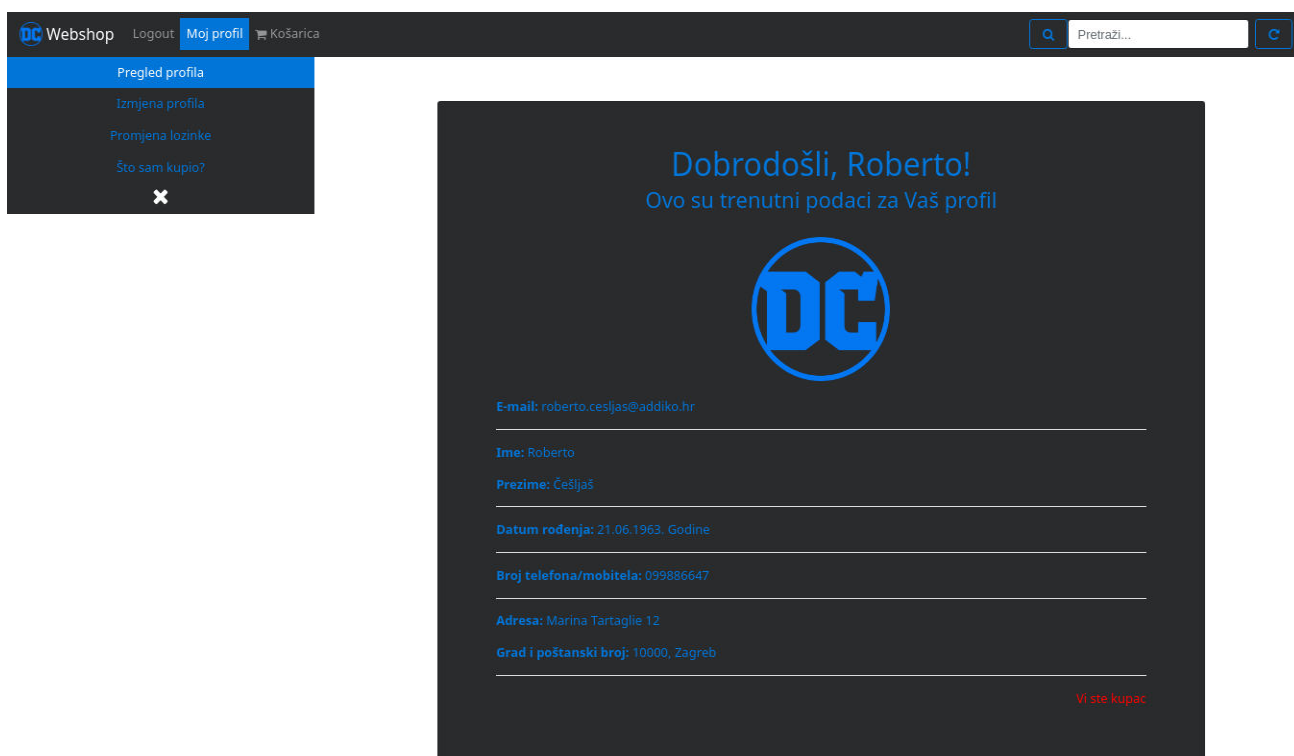 DC Webshop Logout Moj profil Košarica Pretraži...
Pregled profila
Izmjena profila
Promjena lozinke
Što sam kupio?
Dobrodošli, Roberto!
Ovo su trenutni podaci za Vaš profil
DC
E-mail: roberto.cesljas@addiko.hr
Ime: Roberto
Prezime: Češljaš
Datum rođenja: 21.06.1963. Godine
Broj telefona/mobitela: 099886647
Adresa: Marina Tartaglie 12
Grad i poštanski broj: 10000, Zagreb
Vi ste kupac